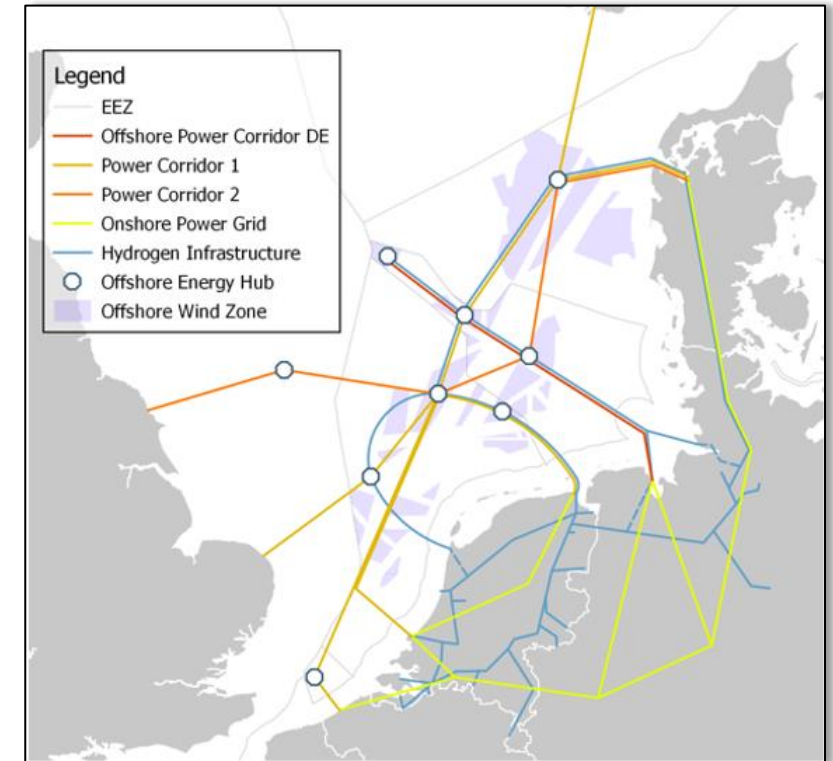 Legend
EEZ
Offshore Power Corridor DE
Power Corridor 1
Power Corridor 2
Onshore Power Grid
Hydrogen Infrastructure
Offshore Energy Hub
Offshore Wind Zone